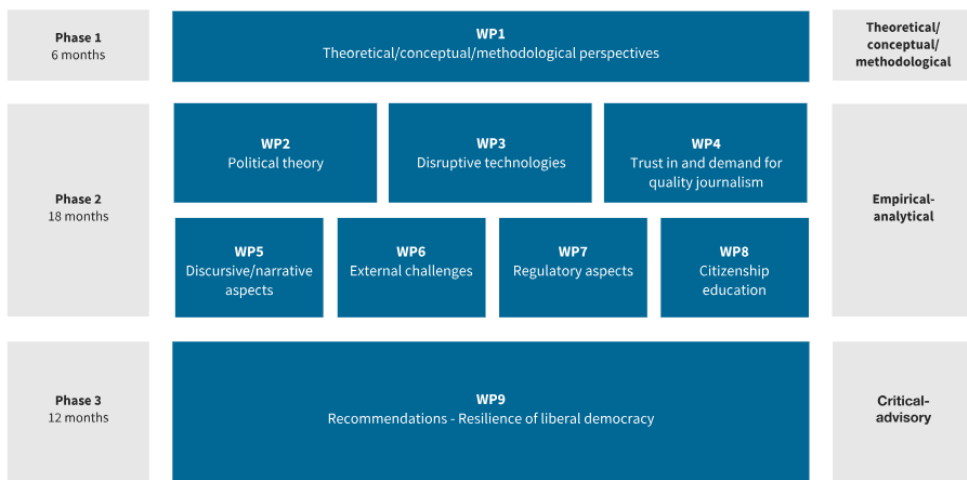 Phase 1
6 months
WP1
Theoretical/conceptual/methodological perspectives
Theoretical/
conceptual/
methodological
Phase 2
18 months
WP2
Political theory
WP3
Disruptive technologies
WP4
Trust in and demand for
quality journalism
WP5
Discursive/narrative
aspects
WP6
External challenges
WP7
Regulatory aspects
WP8
Citizenship
education
Empirical-
analytical
Phase 3
12 months
WP9
Recommendations - Resilience of liberal democracy
Critical-
advisory